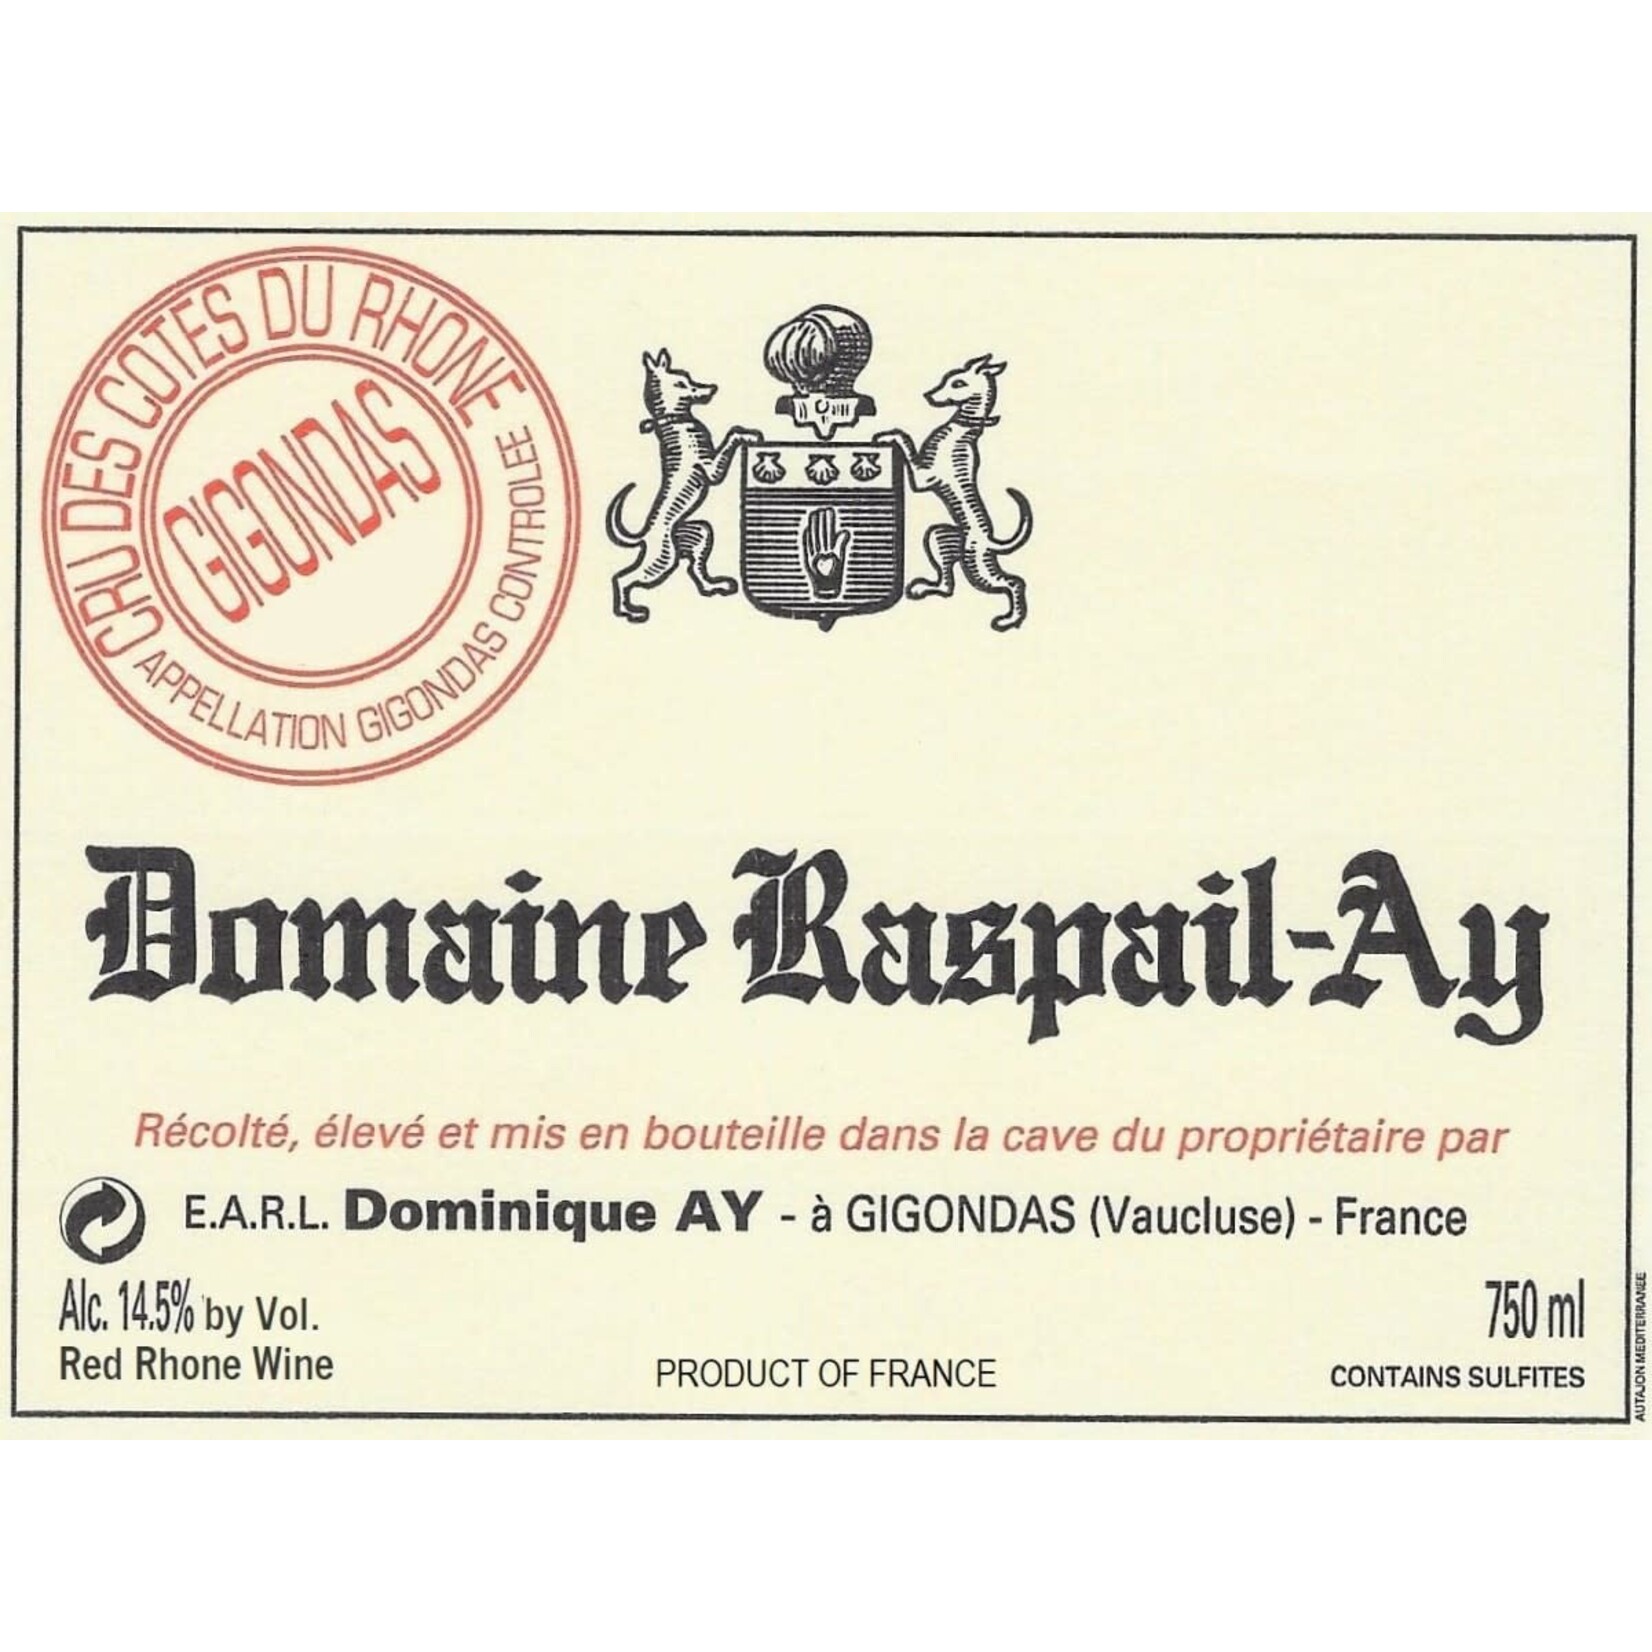 CRU DES COTES DU RHONE
GIGONDAS
APPELLATION GIGONDAS CONTROLEE
Domaine Raspail-Ay
Récolté, élevé et mis en bouteille dans la cave du propriétaire par
E.A.R.L. Dominique AY - à GIGONDAS (Vaucluse) - France
Alc. 14.5% by Vol.
750 ml
Red Rhone Wine
PRODUCT OF FRANCE
CONTAINS SULFITES
AUTAJON MEDITERRANEE